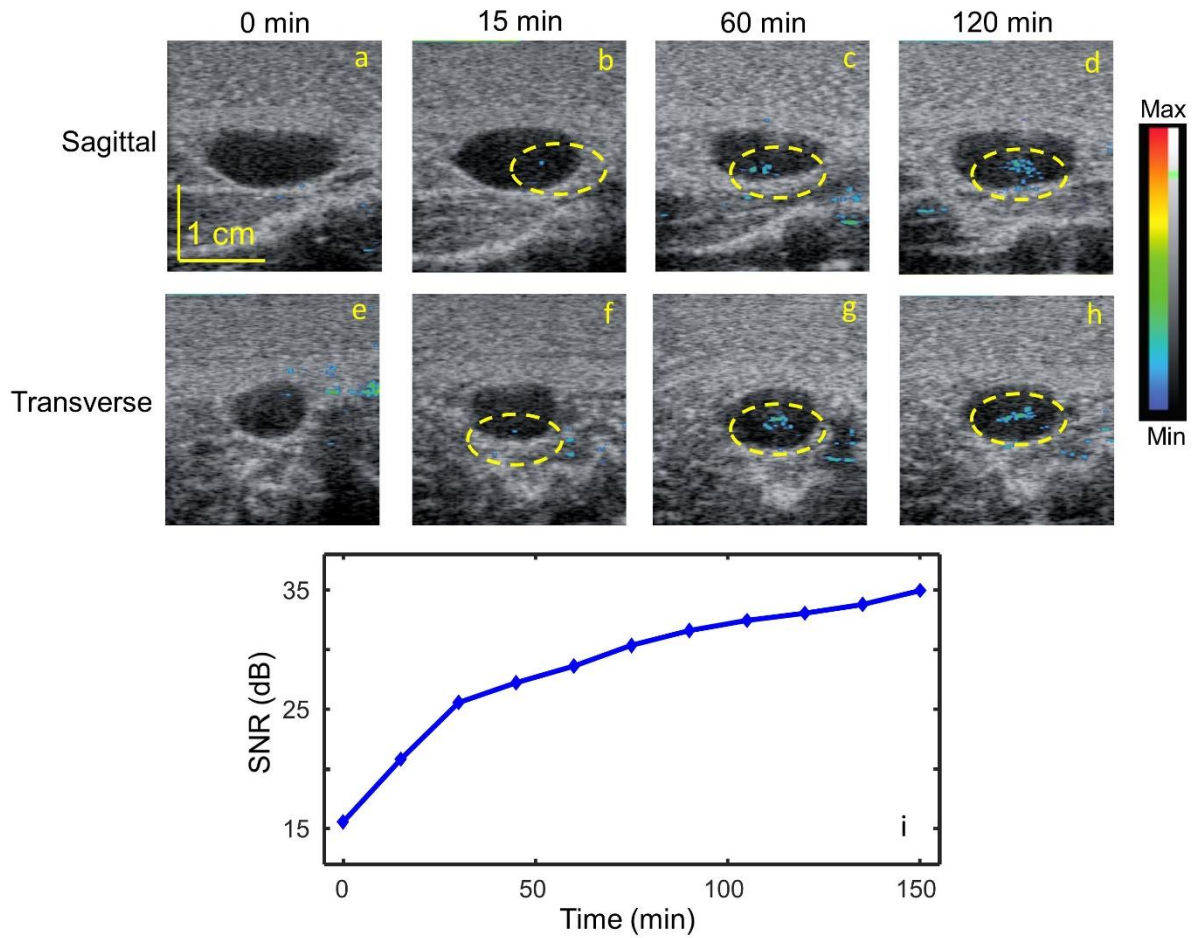 0 min 15 min 60 min 120 min
a b c d
Max
Sagittal
1 cm
e f g h
Transverse
Min
35
25
15
SNR (dB)
i
0 50 100 150
Time (min)